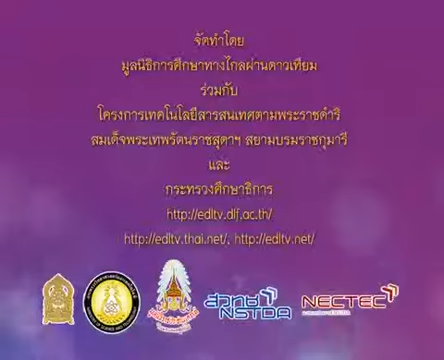 จัดทำโดย
มูลนิธิการศึกษาทางไกลผ่านดาวเทียม
ร่วมกับ
โครงการเทคโนโลยีสารสนเทศตามพระราชดำริ
สมเด็จพระเทพรัตนราชสุดาฯ สยามบรมราชกุมารี
และ
กระทรวงศึกษาธิการ
http://edltv.dlf.ac.th/
http://edltv.thai.net/, http://edltv.net/
สวทช
NSTDA
NECTEC